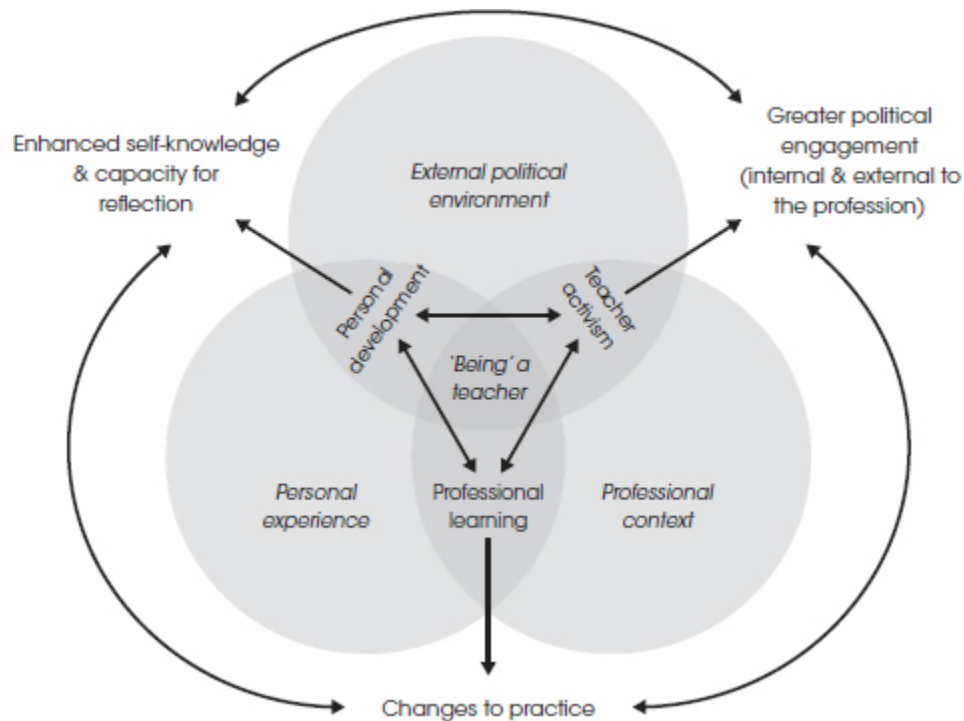 Enhanced self-knowledge
& capacity for
reflection
Greater political
engagement
(internal & external to
the profession)
External political
environment
Personal
development
Teacher
activism
'Being' a
teacher
Personal
experience
Professional
learning
Professional
context
Changes to practice